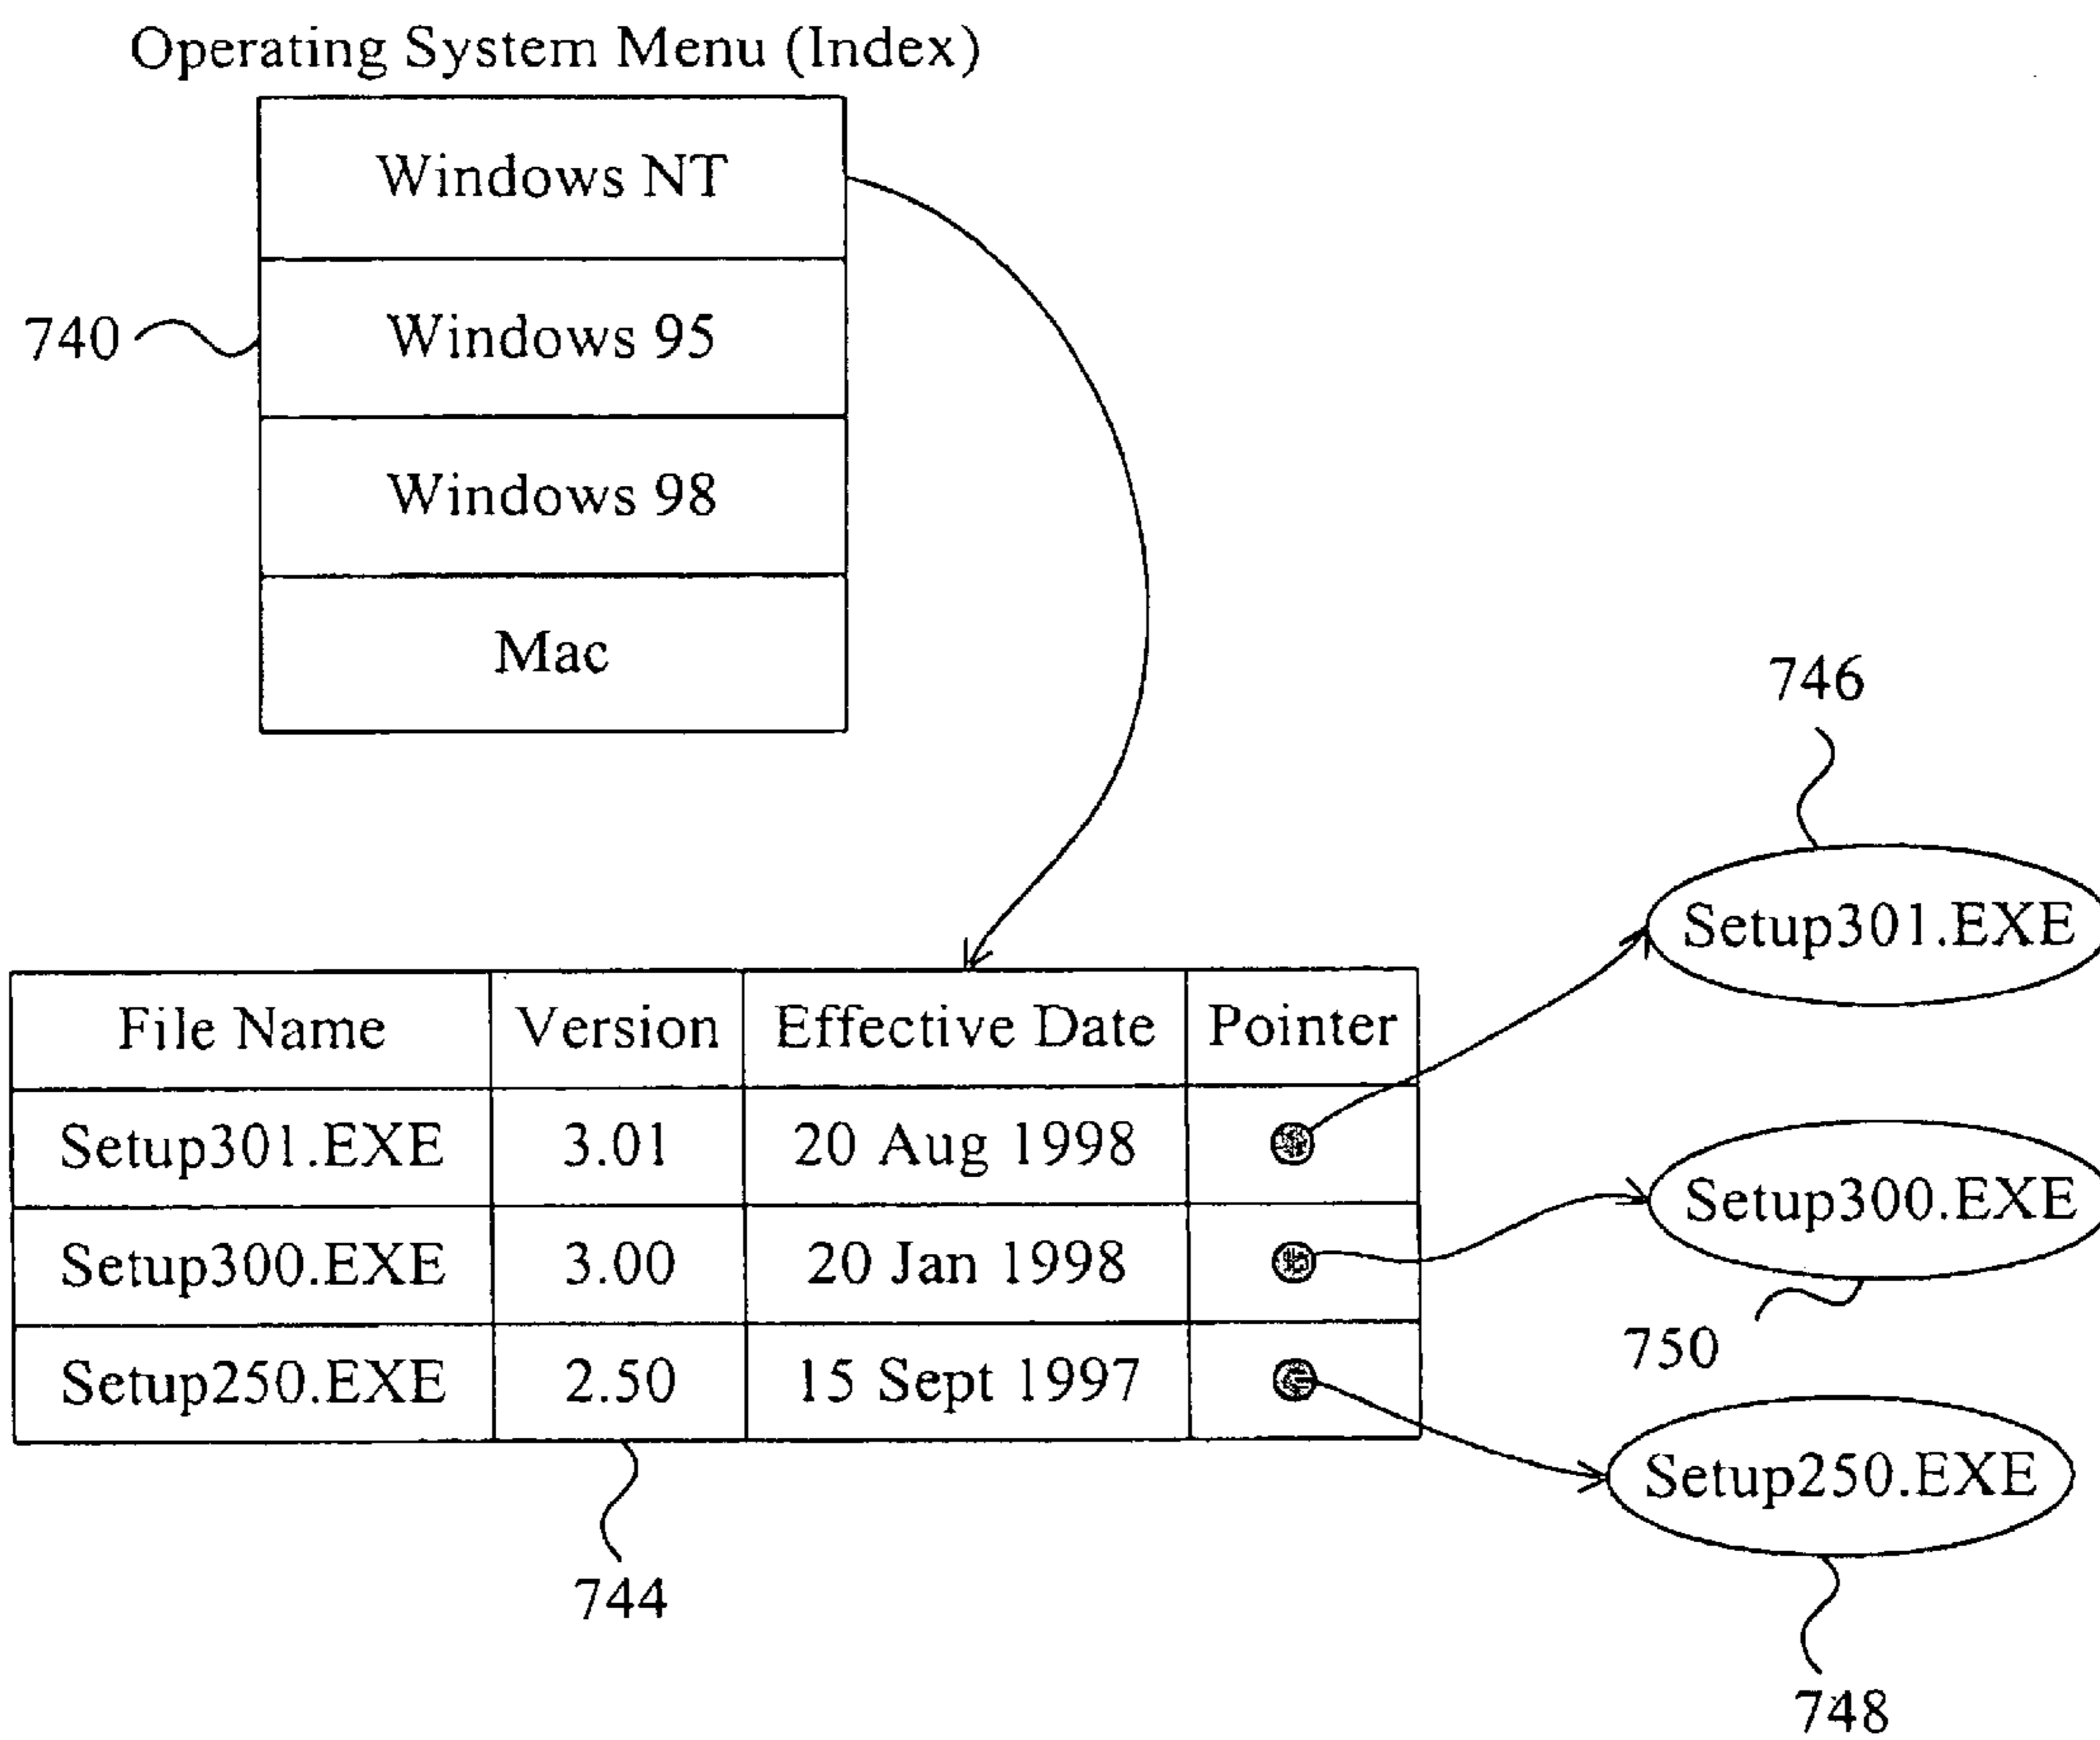 Operating System Menu (Index)
Windows NT
740
Windows 95
Windows 98
Mac
746
Setup301.EXE
File Name Version Effective Date Pointer
Setup301.EXE 3.01 20 Aug 1998
Setup300.EXE
Setup300.EXE 3.00 20 Jan 1998
750
Setup250.EXE 2.50 15 Sept 1997
Setup250.EXE
744
748